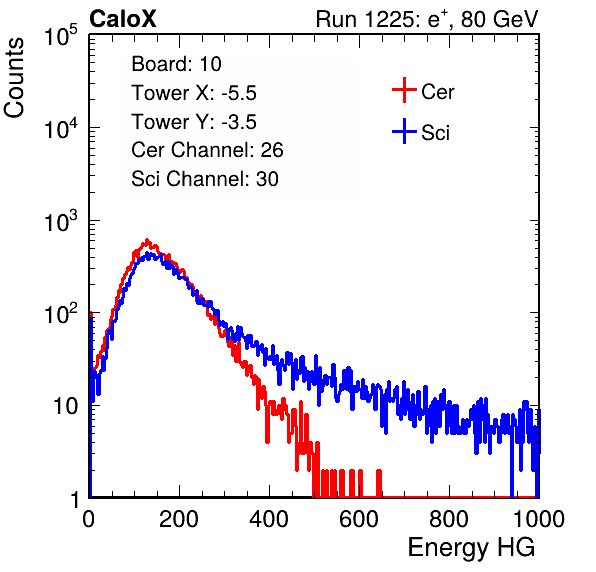 CaloX Run 1225: e+, 80 GeV
Counts
Board: 10
Tower X: -5.5
Tower Y: -3.5
Cer Channel: 26
Sci Channel: 30
Cer
Sci
10^5
10^4
10^3
10^2
10
1
0 200 400 600 800 1000
Energy HG